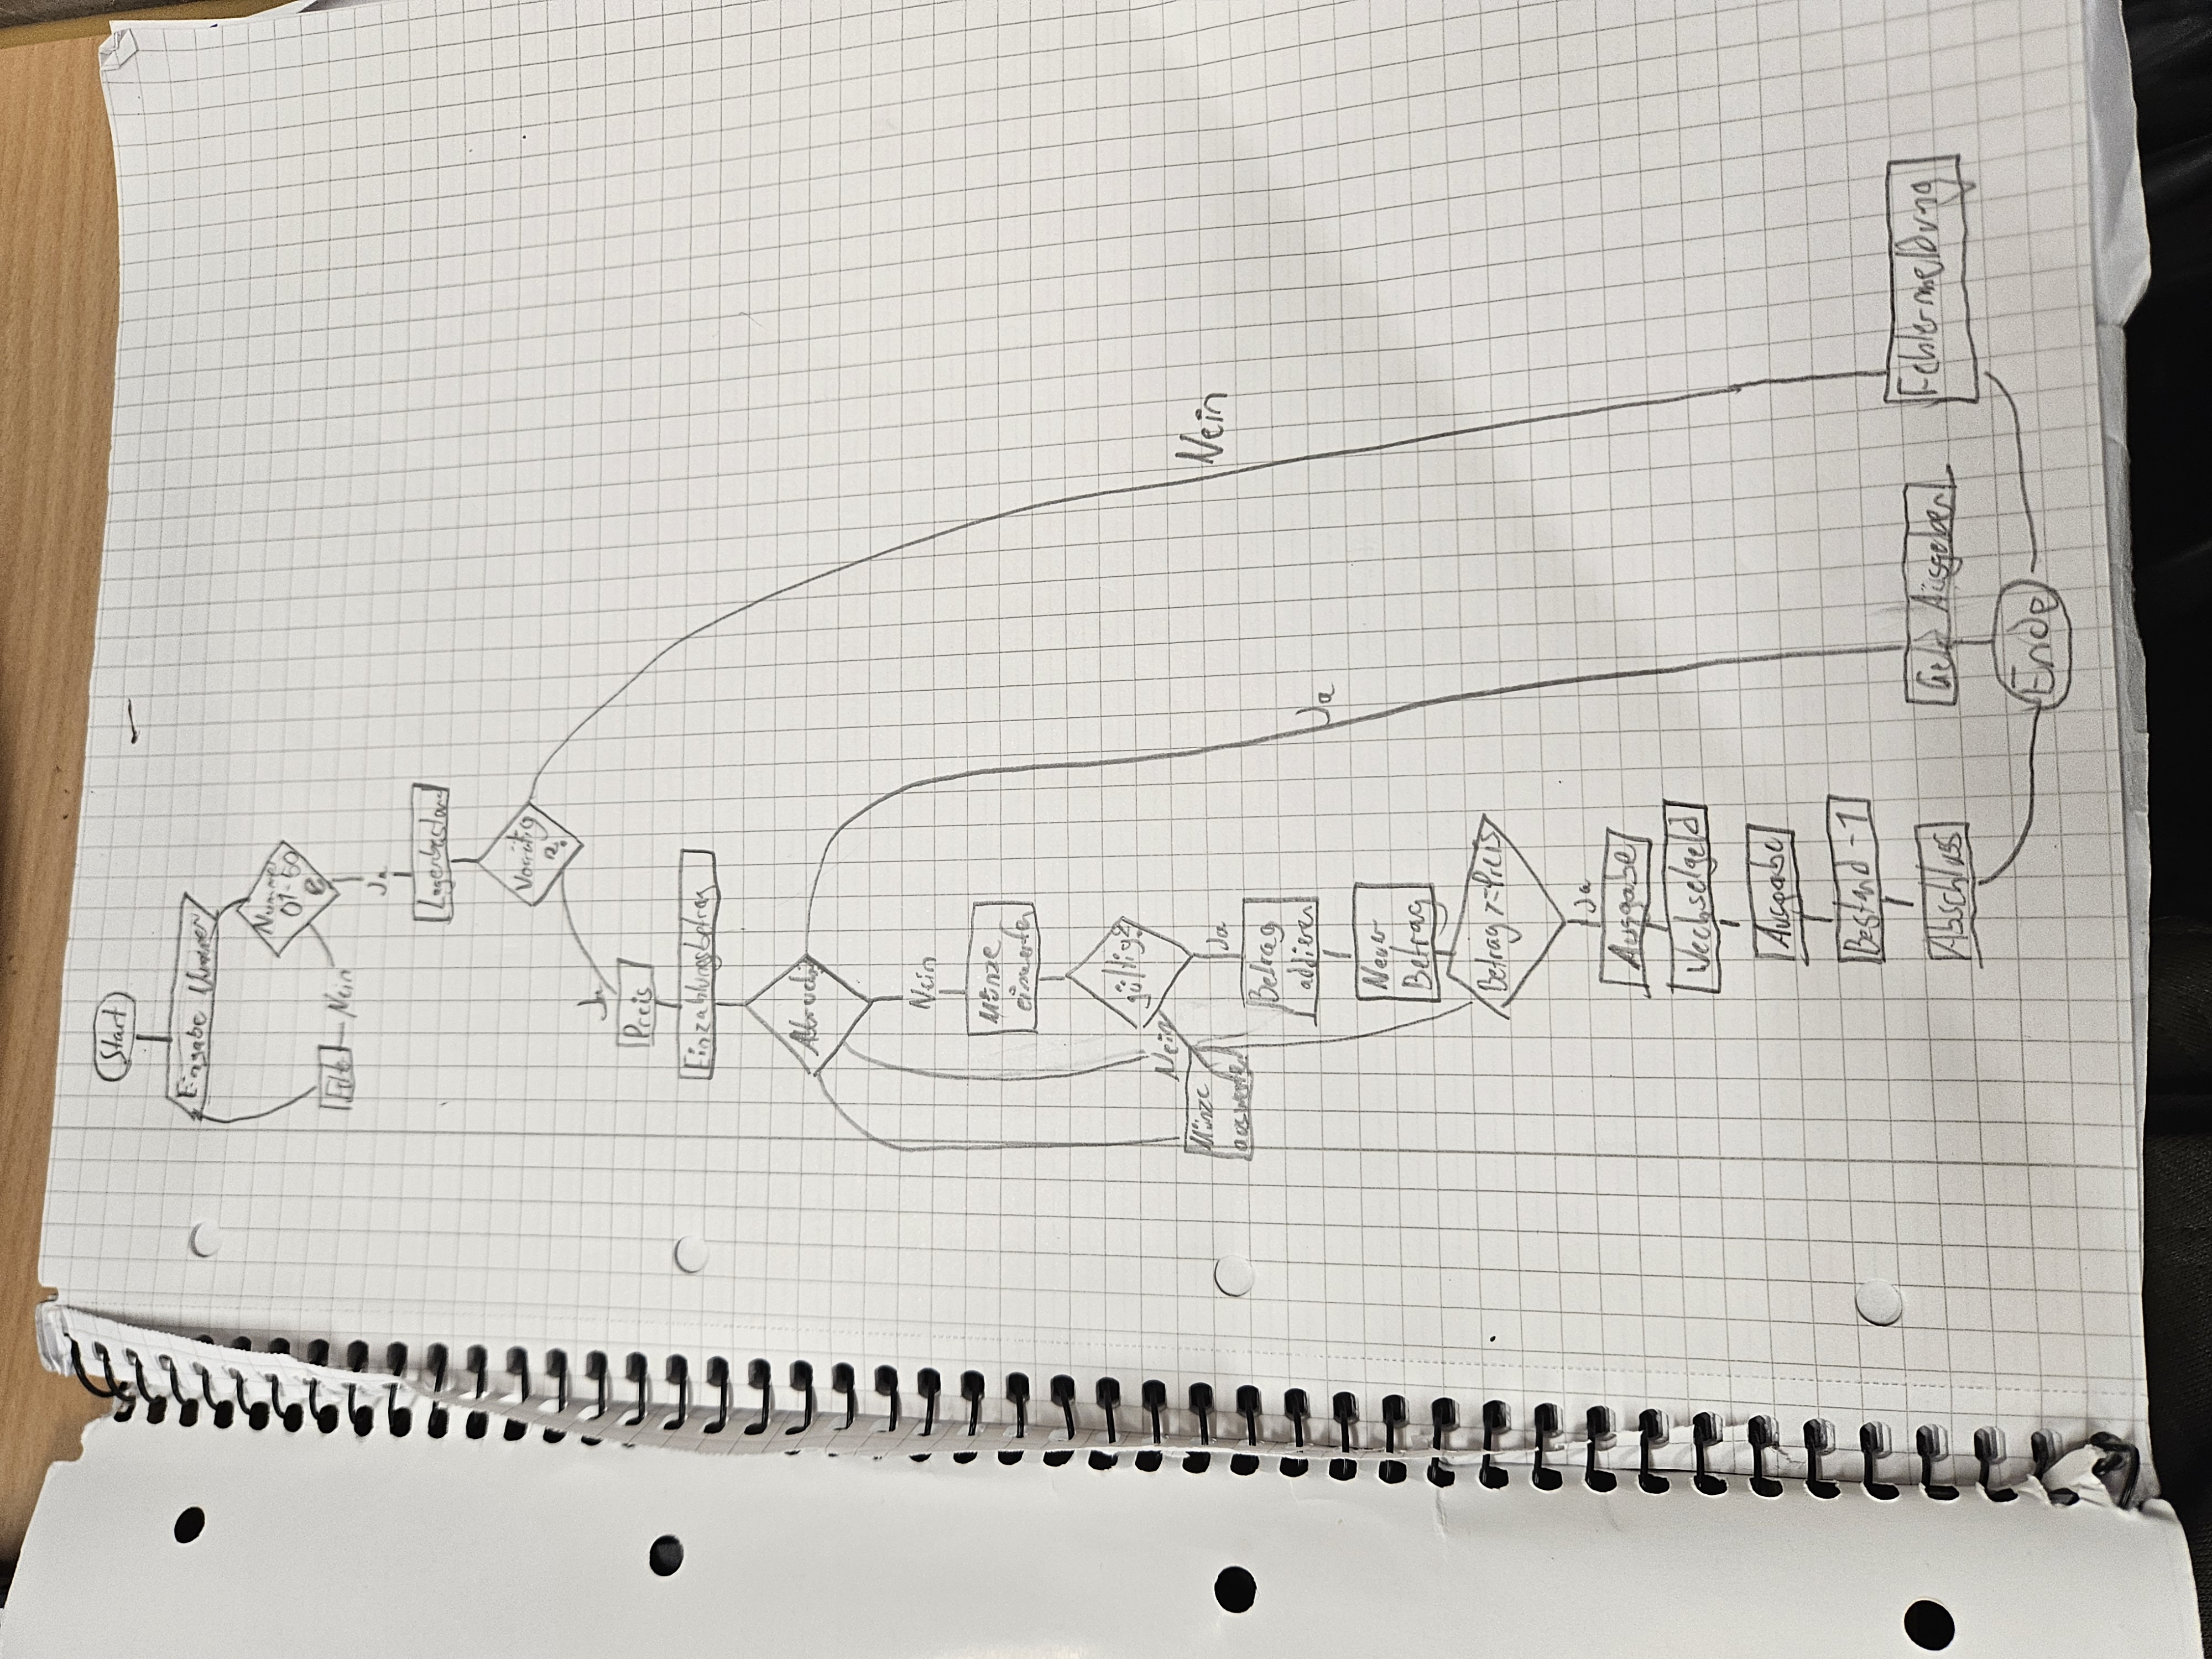 Start
Eingabe Nummer
Nummer
01-60
?
Nein
Ja
Lagerbestand
Vorrätig
?
Ja
Preis
Einzahlungsbetrag
Abbruch?
Nein
Münze
einwerfen
gültig?
Nein
Münze
auswerfen
Ja
Betrag
addieren
Nein
Ja
Neuer
Betrag
Betrag >=Preis
Ja
Ausgabe
Wechselgeld
Ausgabe
Bestand -1
Abschluss
Geld Ausgeben
Fehlermeldung
Ende